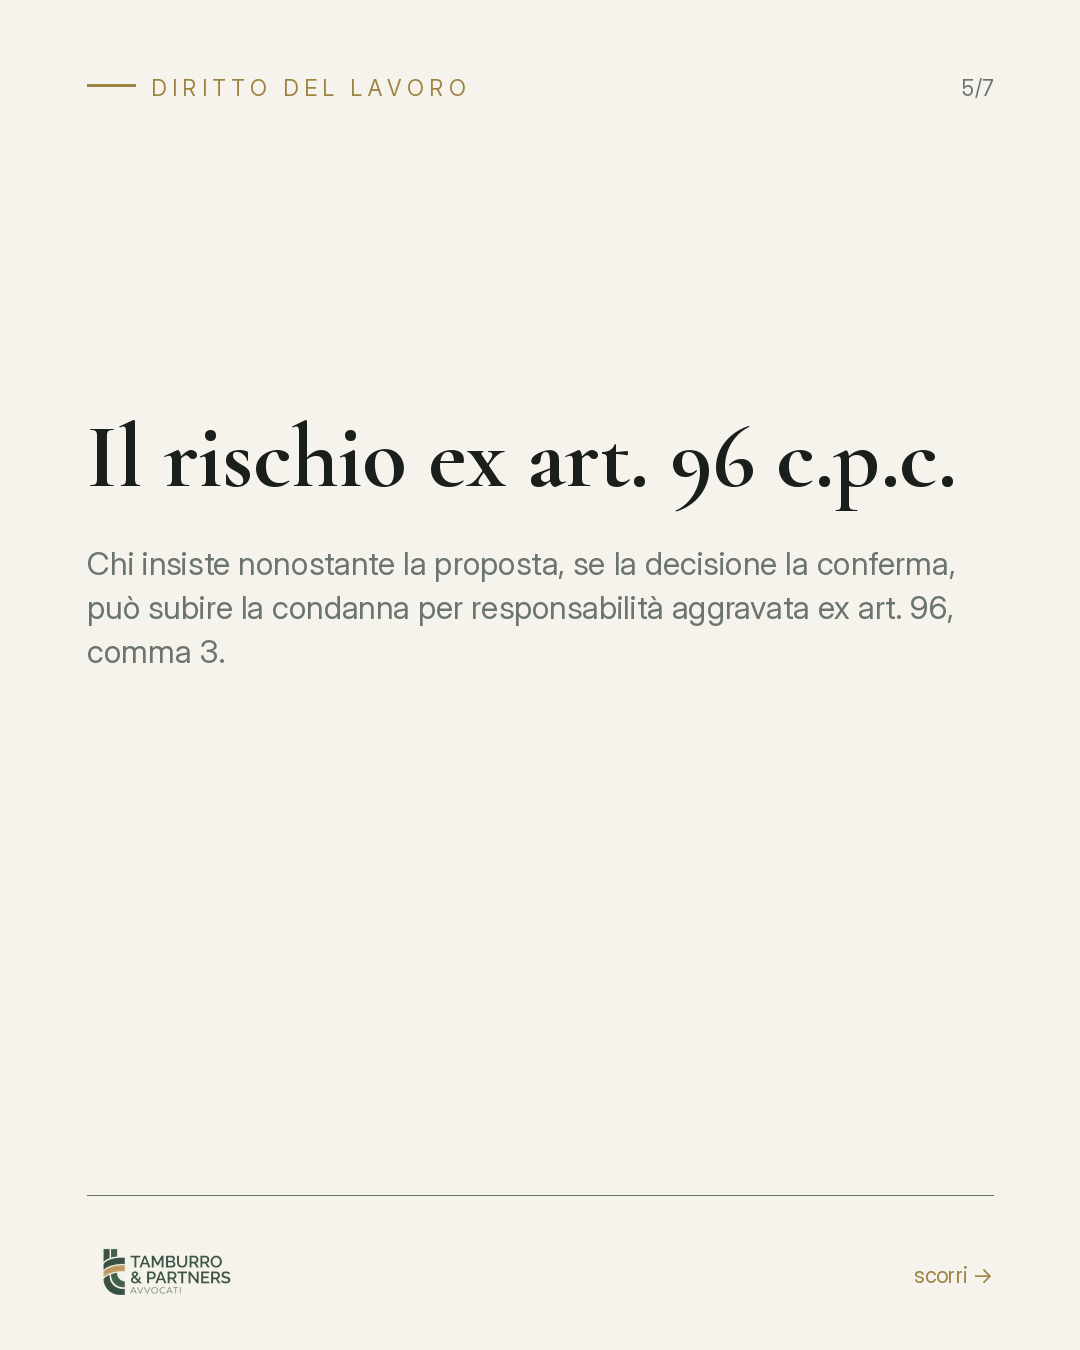 DIRITTO DEL LAVORO
5/7
Il rischio ex art. 96 c.p.c.
Chi insiste nonostante la proposta, se la decisione la conferma,
può subire la condanna per responsabilità aggravata ex art. 96,
comma 3.
TAMBURRO
& PARTNERS
AVVOCATI
scorri →